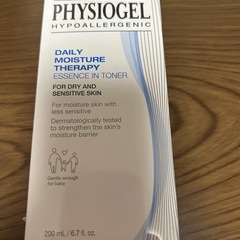 PHYSIOGEL
HYPOALLERGENIC
DAILY
MOISTURE
THERAPY
ESSENCE IN TONER
FOR DRY AND
SENSITIVE SKIN
For moisture skin with
less sensitive
Dermatologically tested
to strengthen the skin's
moisture barrier
Gentle enough
for baby
200 mL / 6.7 fl. oz.